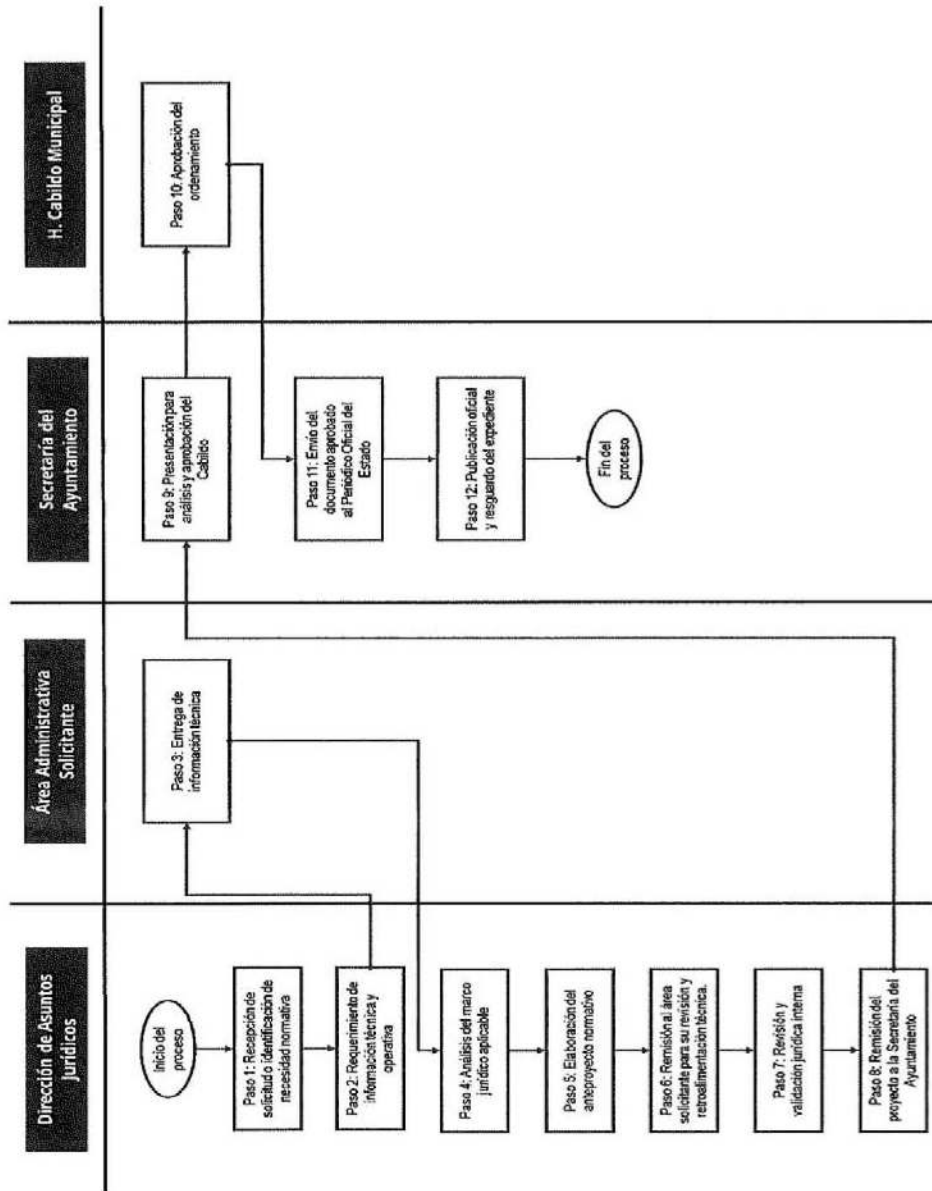 Dirección de Asuntos
Jurídicos
Área Administrativa
Solicitante
Secretaría del
Ayuntamiento
H. Cabildo Municipal
Inicio del
proceso
Paso 1: Recepción de
solicitud o identificación de
necesidad normativa
Paso 2: Requerimiento de
información técnica y
operativa
Paso 3: Entrega de
información técnica
Paso 4: Análisis del marco
jurídico aplicable
Paso 5: Elaboración del
anteproyecto normativo
Paso 6: Remisión al área
solicitante para su revisión y
retroalimentación técnica.
Paso 7: Revisión y
validación jurídica interna
Paso 8: Remisión del
proyecto a la Secretaría del
Ayuntamiento
Paso 9: Presentación para
análisis y aprobación del
Cabildo
Paso 10: Aprobación del
ordenamiento
Paso 11: Envío del
documento aprobado
al Periódico Oficial del
Estado
Paso 12: Publicación oficial
y resguardo del expediente
Fin del
proceso